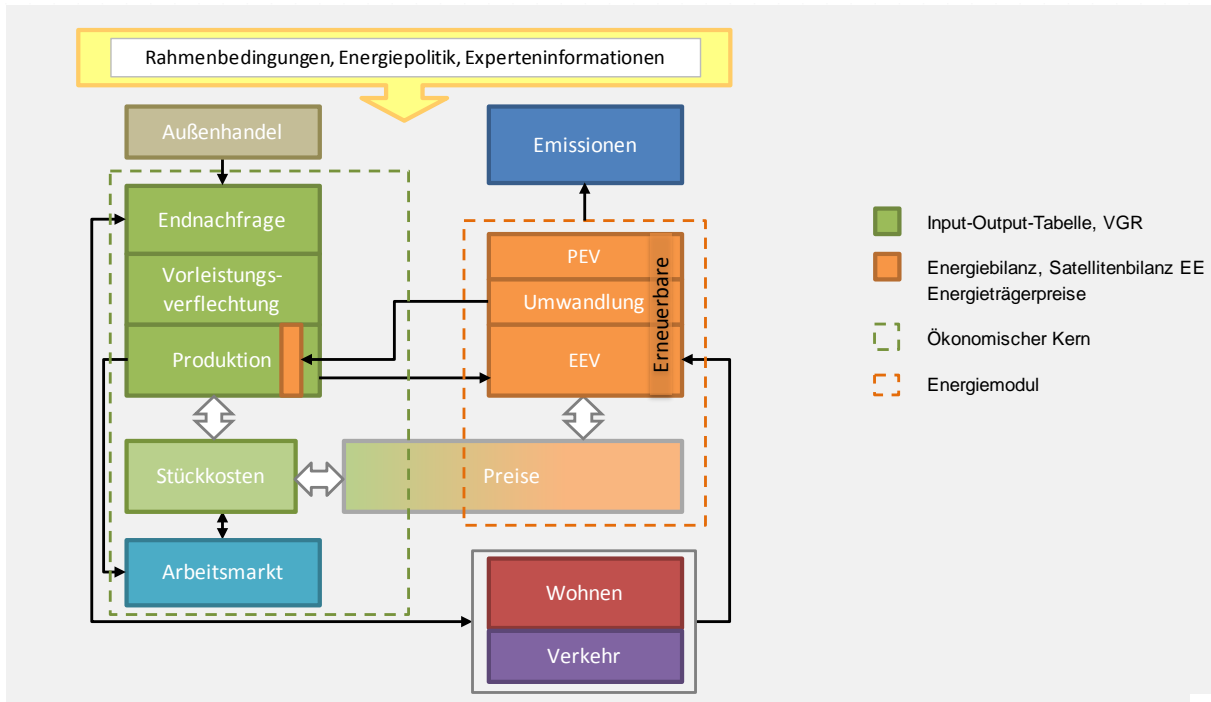 Rahmenbedingungen, Energiepolitik, Experteninformationen
Außenhandel
Endnachfrage
Vorleistungs-
verflechtung
Produktion
Stückkosten
Arbeitsmarkt
Emissionen
PEV
Umwandlung
EEV
Erneuerbare
Preise
Wohnen
Verkehr
Input-Output-Tabelle, VGR
Energiebilanz, Satellitenbilanz EE
Energieträgerpreise
Ökonomischer Kern
Energiemodul